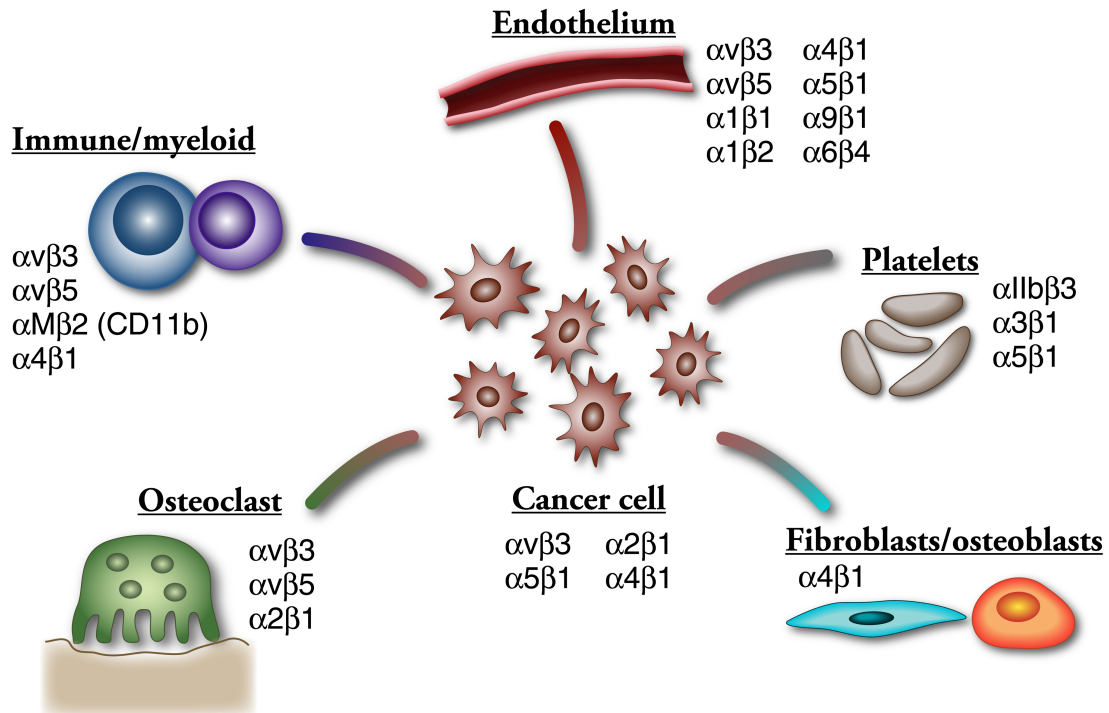 Endothelium
αvβ3 α4β1
αvβ5 α5β1
α1β1 α9β1
α1β2 α6β4
Immune/myeloid
αvβ3
αvβ5
αMβ2 (CD11b)
α4β1
Platelets
αIIbβ3
α3β1
α5β1
Osteoclast
αvβ3
αvβ5
α2β1
Cancer cell
αvβ3 α2β1
α5β1 α4β1
Fibroblasts/osteoblasts
α4β1